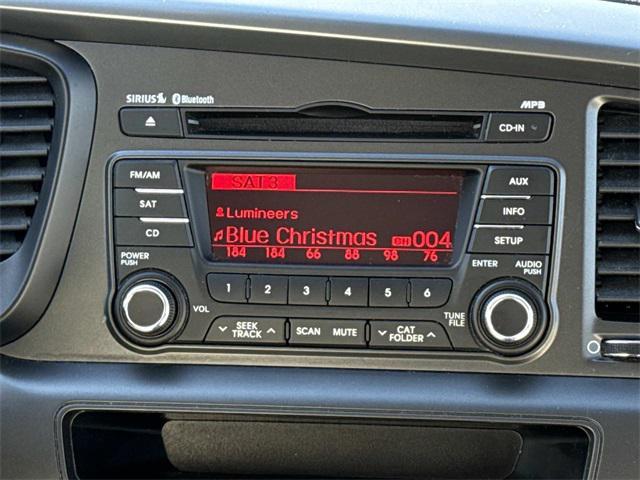 SIRIUS Bluetooth MP3
CD-IN
FM/AM
SAT
CD
POWER
PUSH
SAT3
Lumineers
Blue Christmas CH 004
184 184 66 88 98 76
AUX
INFO
SETUP
ENTER AUDIO
PUSH
1 2 3 4 5 6
VOL
TUNE
FILE
SEEK
TRACK
SCAN MUTE
CAT
FOLDER